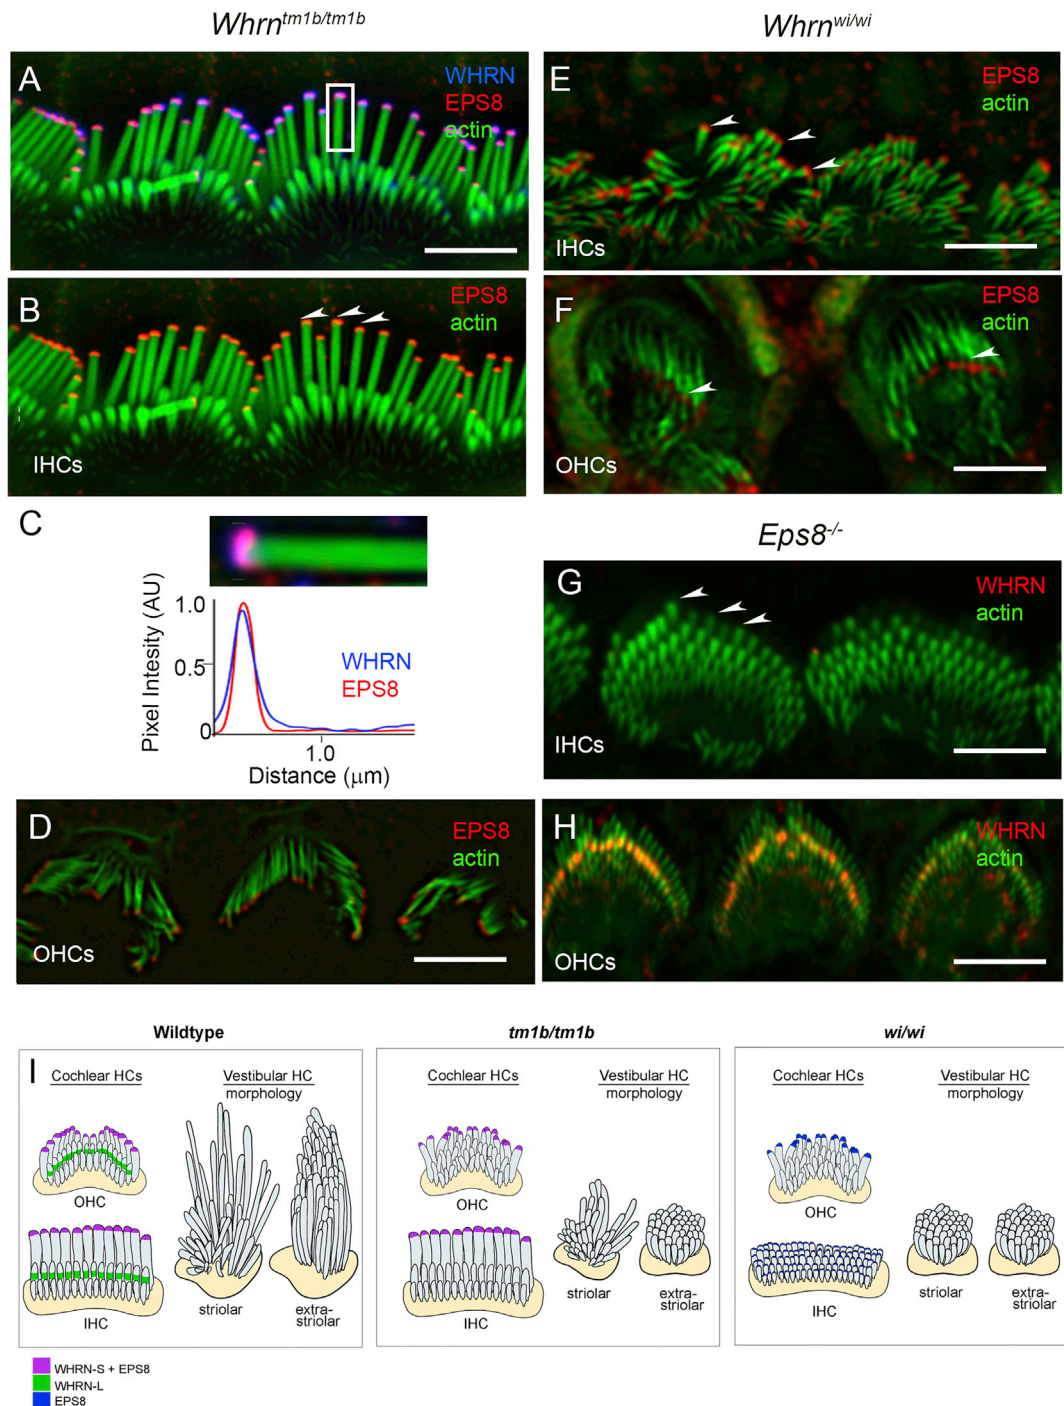 Whrn^tm1b/tm1b
Whrn^wi/wi
A
WHRN
EPS8
actin
E
EPS8
actin
IHCs
B
EPS8
actin
IHCs
F
EPS8
actin
OHCs
C
Pixel Intesity (AU)
1.0
0.5
0
WHRN
EPS8
1.0
Distance (μm)
Eps8^-/-
G
WHRN
actin
IHCs
D
EPS8
actin
OHCs
H
WHRN
actin
OHCs
Wildtype
tm1b/tm1b
wi/wi
I
Cochlear HCs
Vestibular HC
morphology
OHC
IHC
striolar
extra-
striolar
Cochlear HCs
Vestibular HC
morphology
OHC
IHC
striolar
extra-
striolar
Cochlear HCs
Vestibular HC
morphology
OHC
IHC
striolar
extra-
striolar
WHRN-S + EPS8
WHRN-L
EPS8